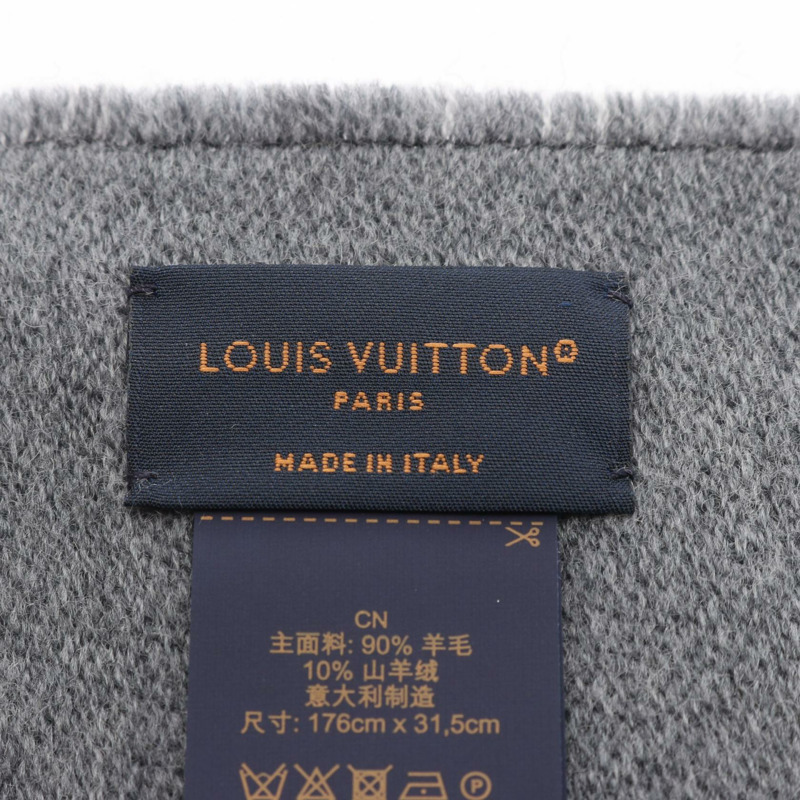 LOUIS VUITTON®
PARIS
MADE IN ITALY
CN
主面料: 90% 羊毛
10% 山羊绒
意大利制造
尺寸: 176cm x 31,5cm
P